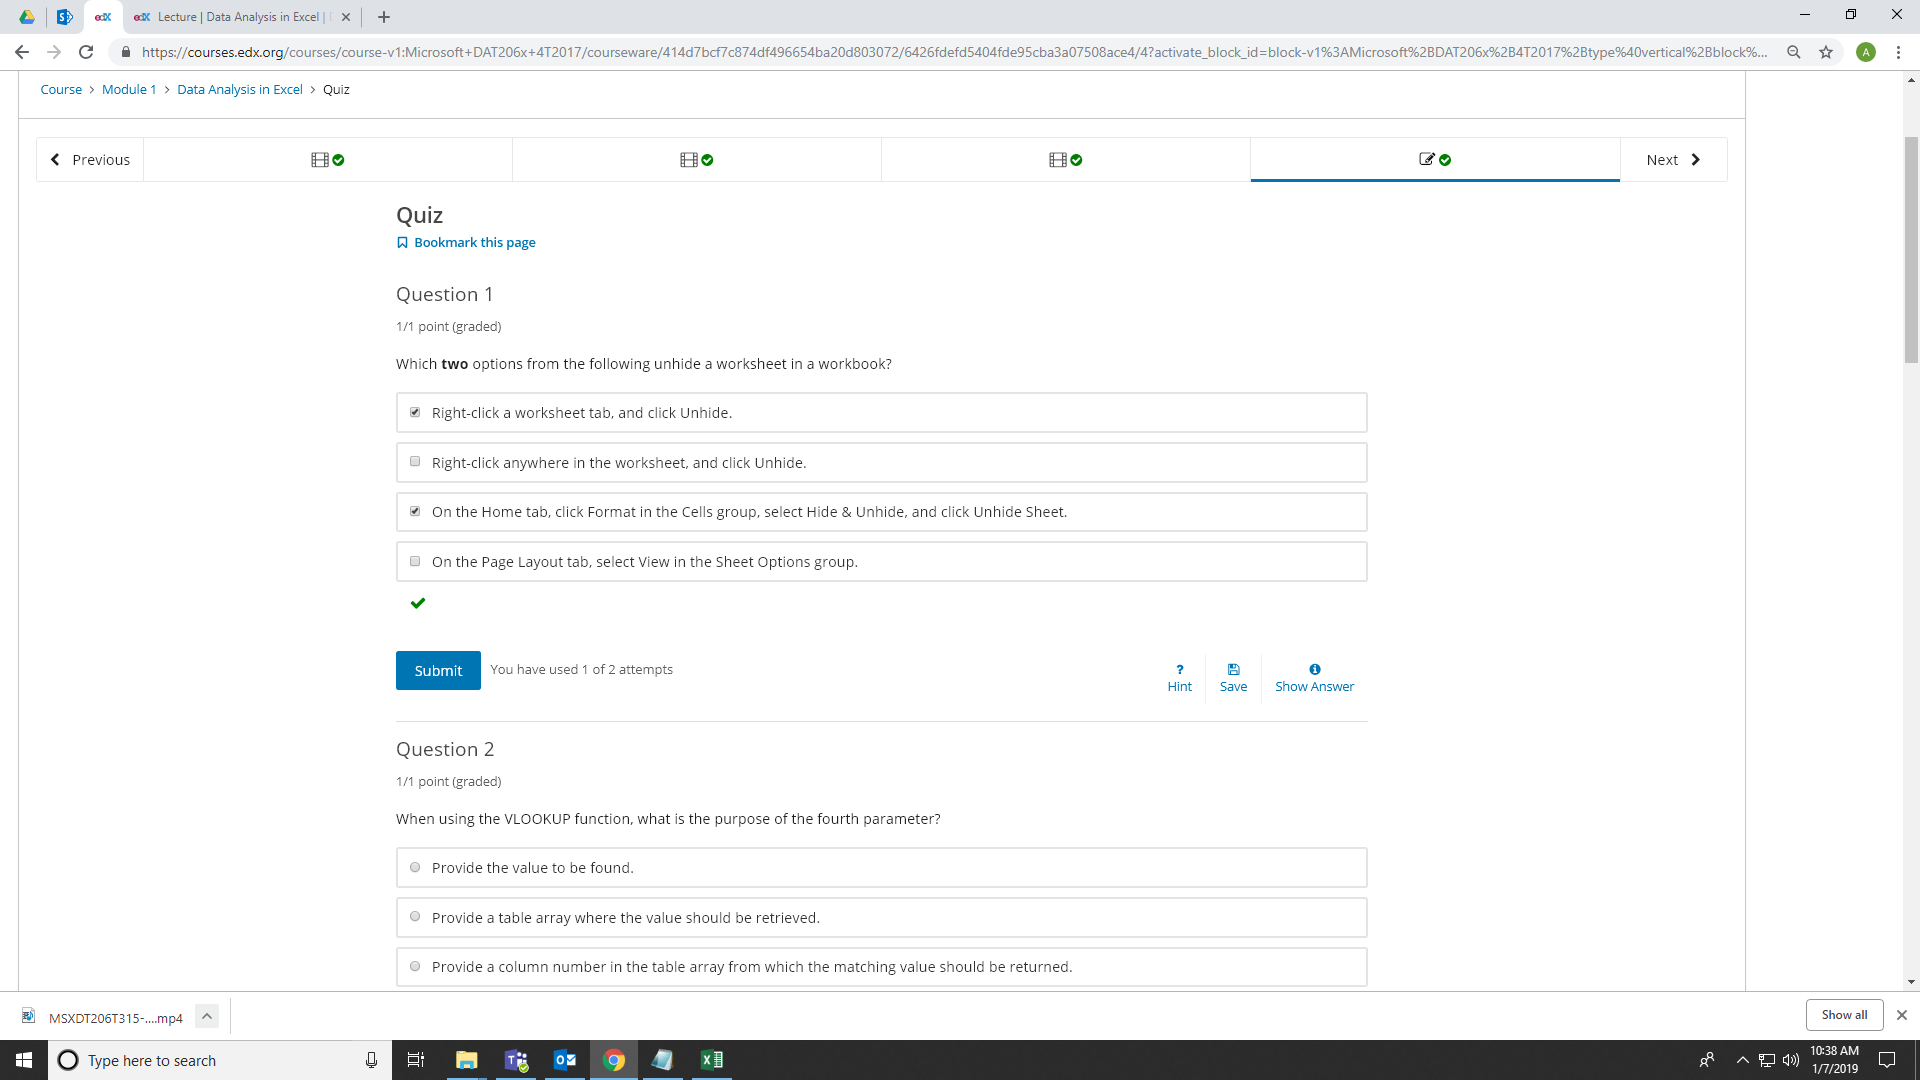 edX
edX Lecture | Data Analysis in Excel |
https://courses.edx.org/courses/course-v1:Microsoft+DAT206x+4T2017/courseware/414d7bcf7c874df496654ba20d803072/6426fdefd5404fde95cba3a07508ace4/4?activate_block_id=block-v1%3AMicrosoft%2BDAT206x%2B4T2017%2Btype%40vertical%2Bblock%... A
Course > Module 1 > Data Analysis in Excel > Quiz
Previous
Next
Quiz
Bookmark this page
Question 1
1/1 point (graded)
Which two options from the following unhide a worksheet in a workbook?
Right-click a worksheet tab, and click Unhide.
Right-click anywhere in the worksheet, and click Unhide.
On the Home tab, click Format in the Cells group, select Hide & Unhide, and click Unhide Sheet.
On the Page Layout tab, select View in the Sheet Options group.
Submit You have used 1 of 2 attempts
? Hint
Save
Show Answer
Question 2
1/1 point (graded)
When using the VLOOKUP function, what is the purpose of the fourth parameter?
Provide the value to be found.
Provide a table array where the value should be retrieved.
Provide a column number in the table array from which the matching value should be returned.
MSXDT206T315-....mp4
Show all
Type here to search
10:38 AM
1/7/2019